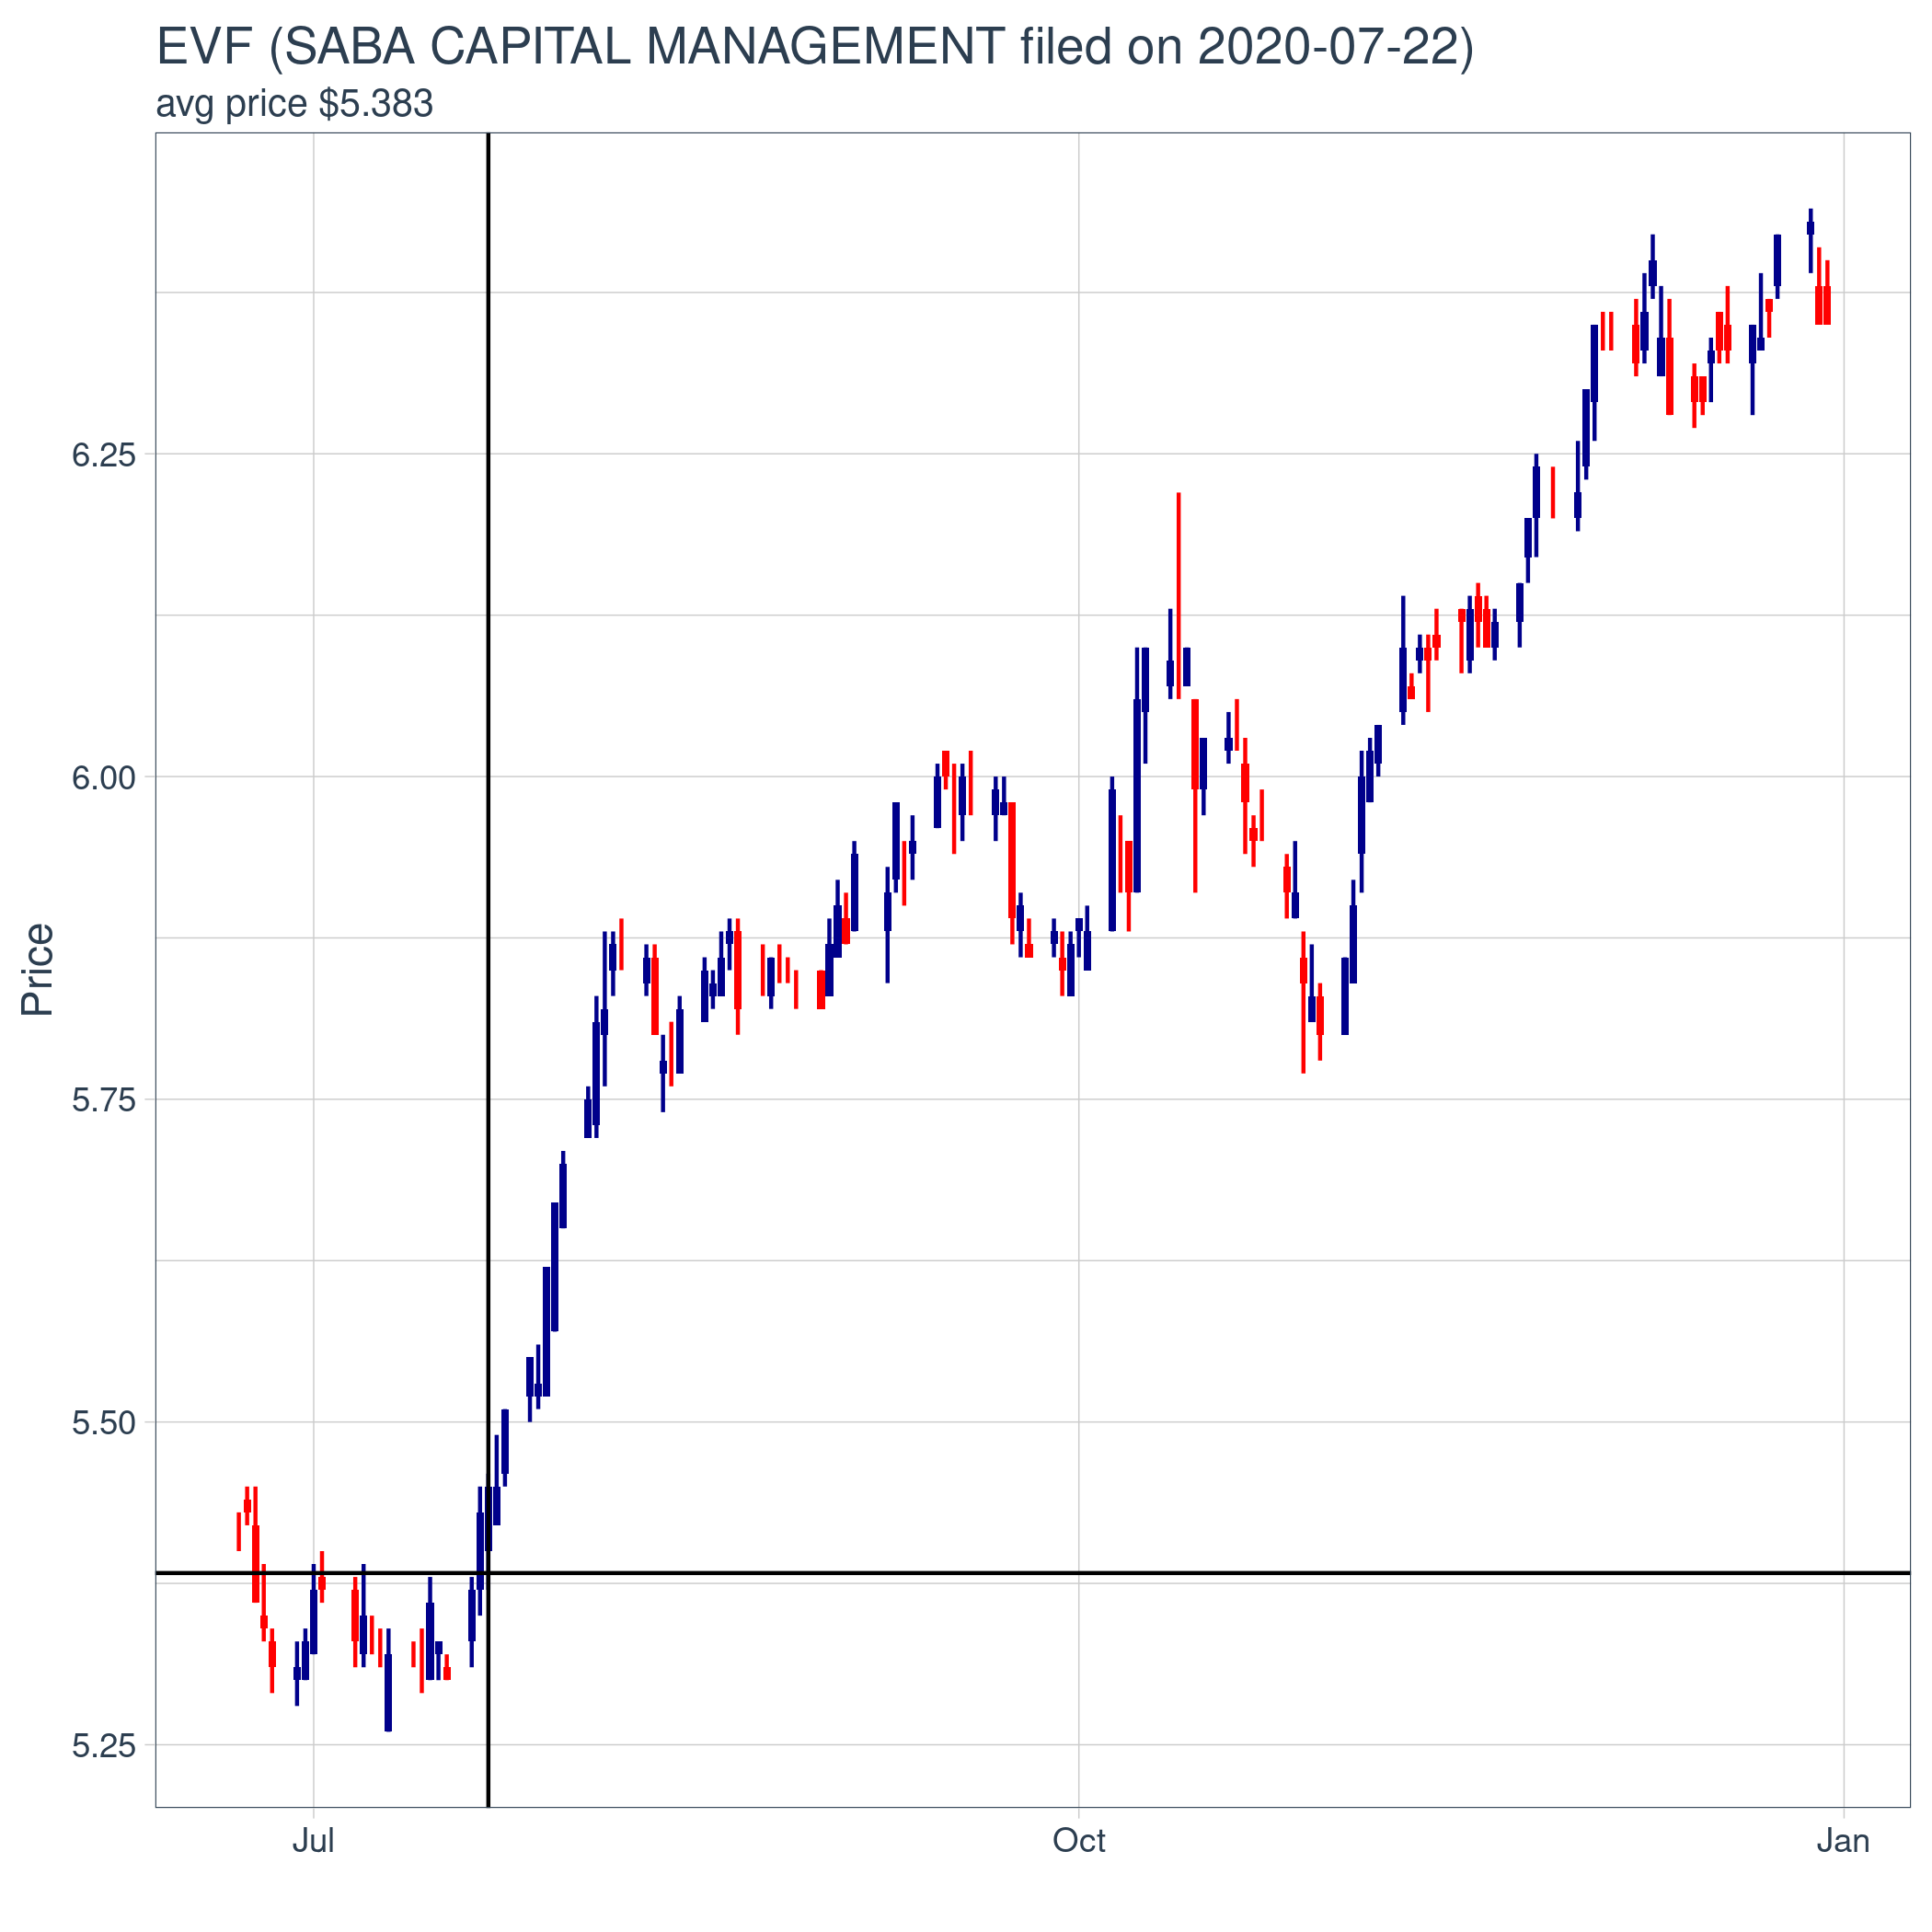 EVF (SABA CAPITAL MANAGEMENT filed on 2020-07-22)
avg price $5.383
Price
6.25
6.00
5.75
5.50
5.25
Jul Oct Jan